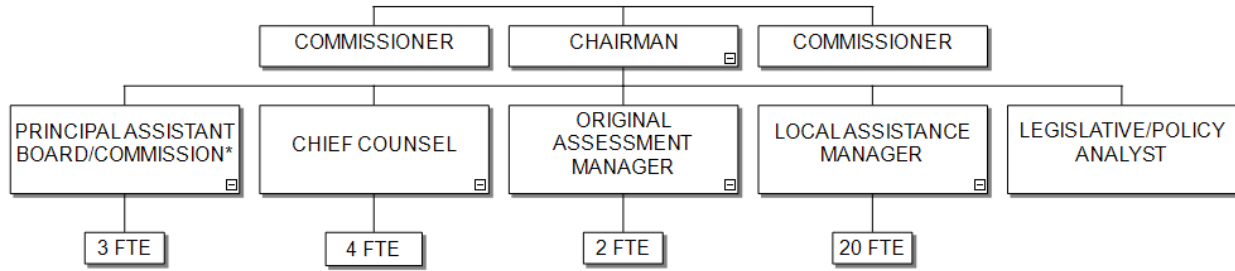 COMMISSIONER
CHAIRMAN
COMMISSIONER
PRINCIPAL ASSISTANT
BOARD/COMMISSION*
CHIEF COUNSEL
ORIGINAL
ASSESSMENT
MANAGER
LOCAL ASSISTANCE
MANAGER
LEGISLATIVE/POLICY
ANALYST
3 FTE
4 FTE
2 FTE
20 FTE